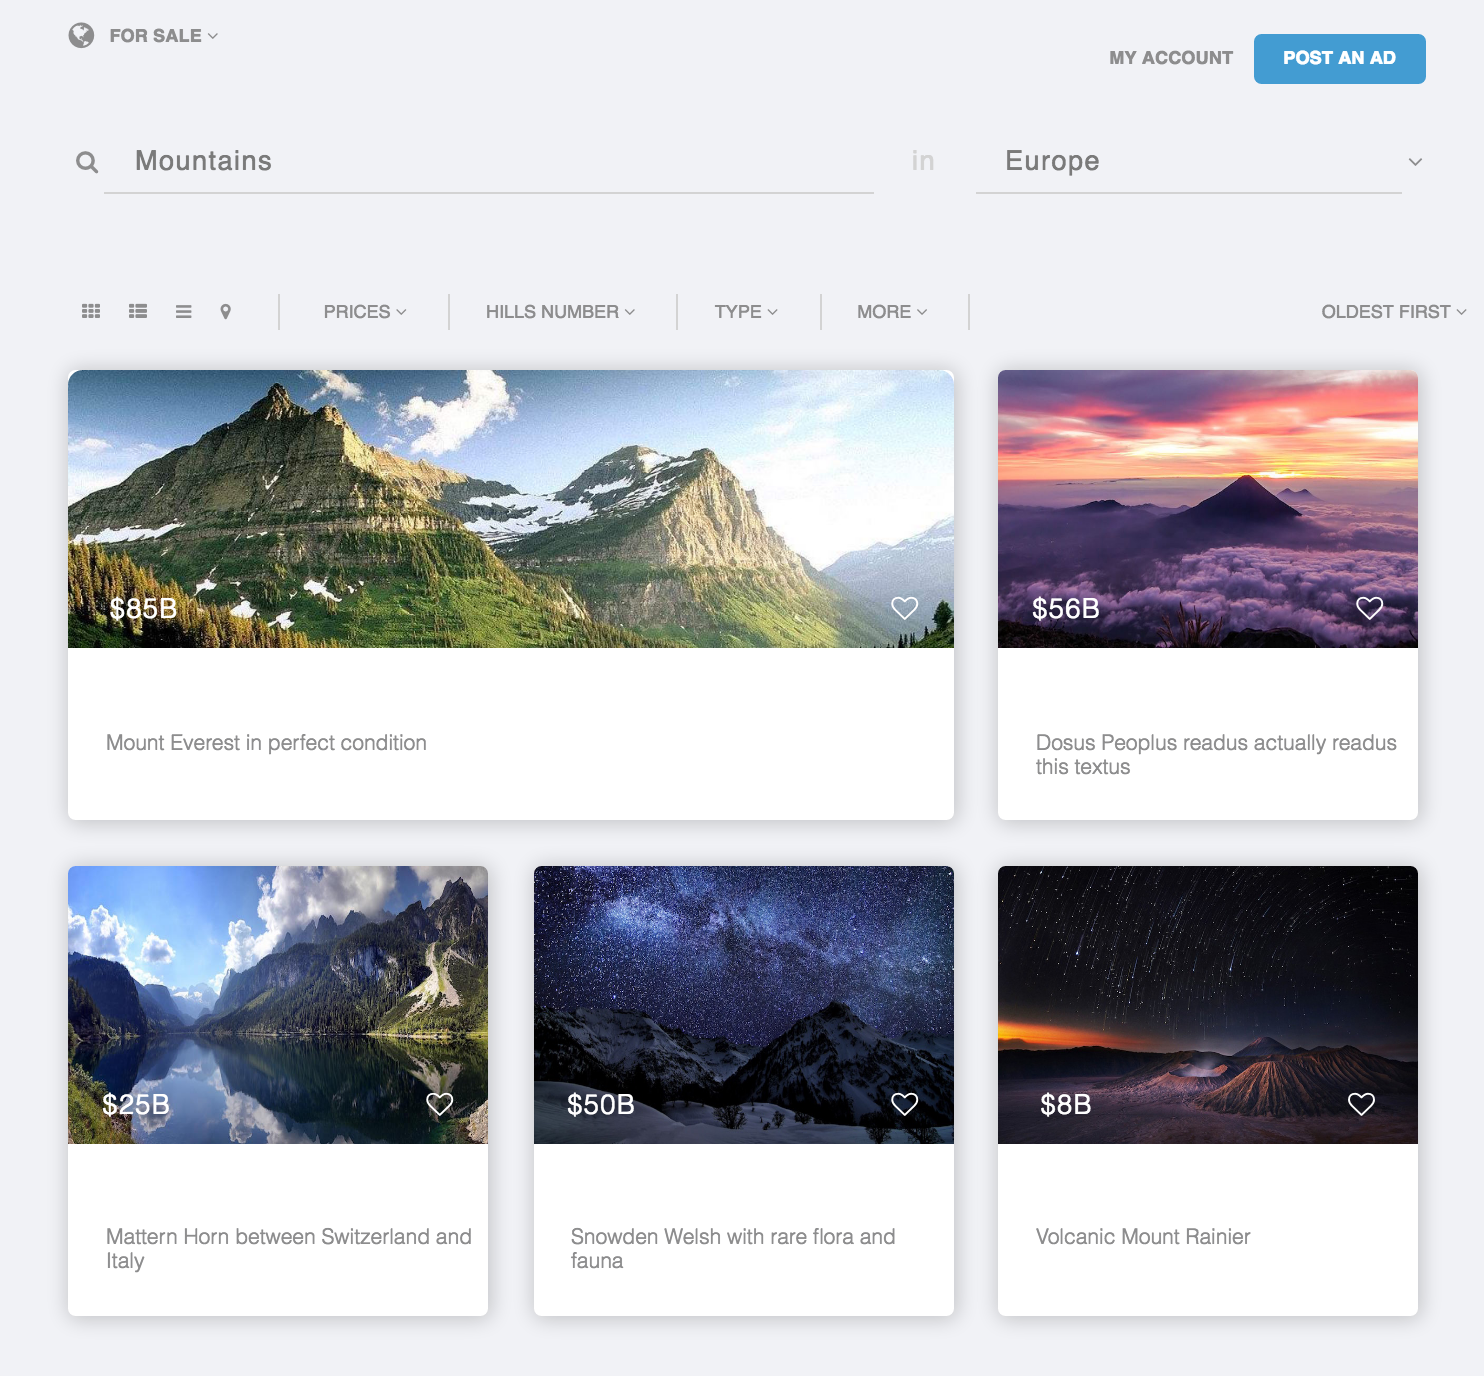 FOR SALE
MY ACCOUNT
POST AN AD
Mountains
in
Europe
PRICES
HILLS NUMBER
TYPE
MORE
OLDEST FIRST
$85B
Mount Everest in perfect condition
$56B
Dosus Peoplus readus actually readus
this textus
$25B
Mattern Horn between Switzerland and
Italy
$50B
Snowden Welsh with rare flora and
fauna
$8B
Volcanic Mount Rainier